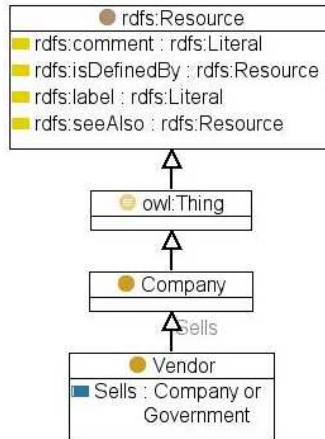 rdfs:Resource
rdfs:comment : rdfs:Literal
rdfs:isDefinedBy : rdfs:Resource
rdfs:label : rdfs:Literal
rdfs:seeAlso : rdfs:Resource
owl:Thing
Company
Sells
Vendor
Sells : Company or
Government